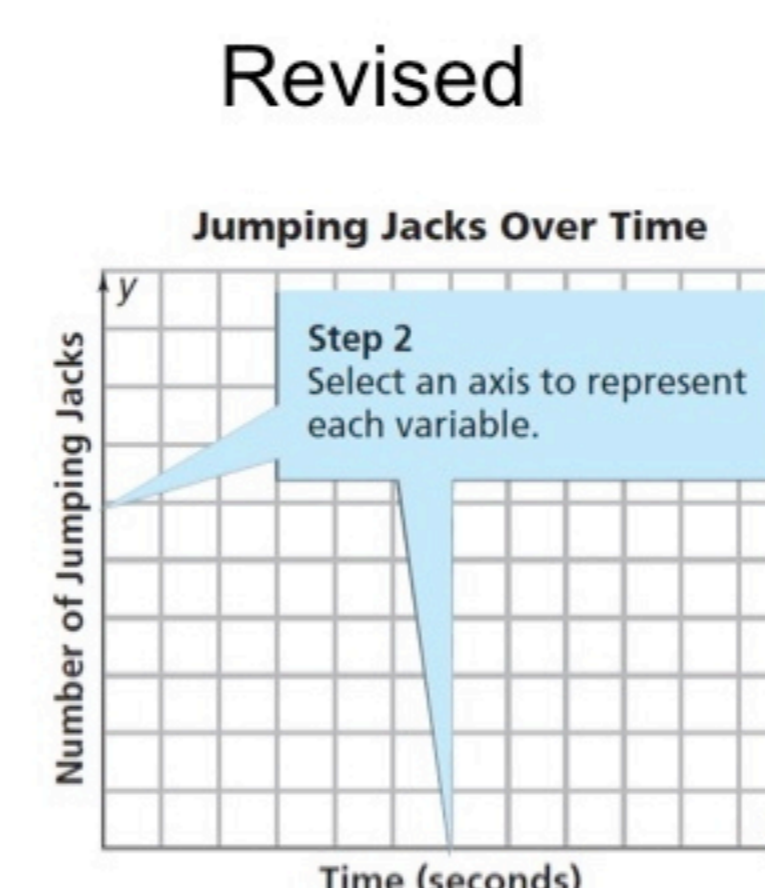 Revised
Jumping Jacks Over Time
y
Step 2
Select an axis to represent
each variable.
Number of Jumping Jacks
Time (seconds)